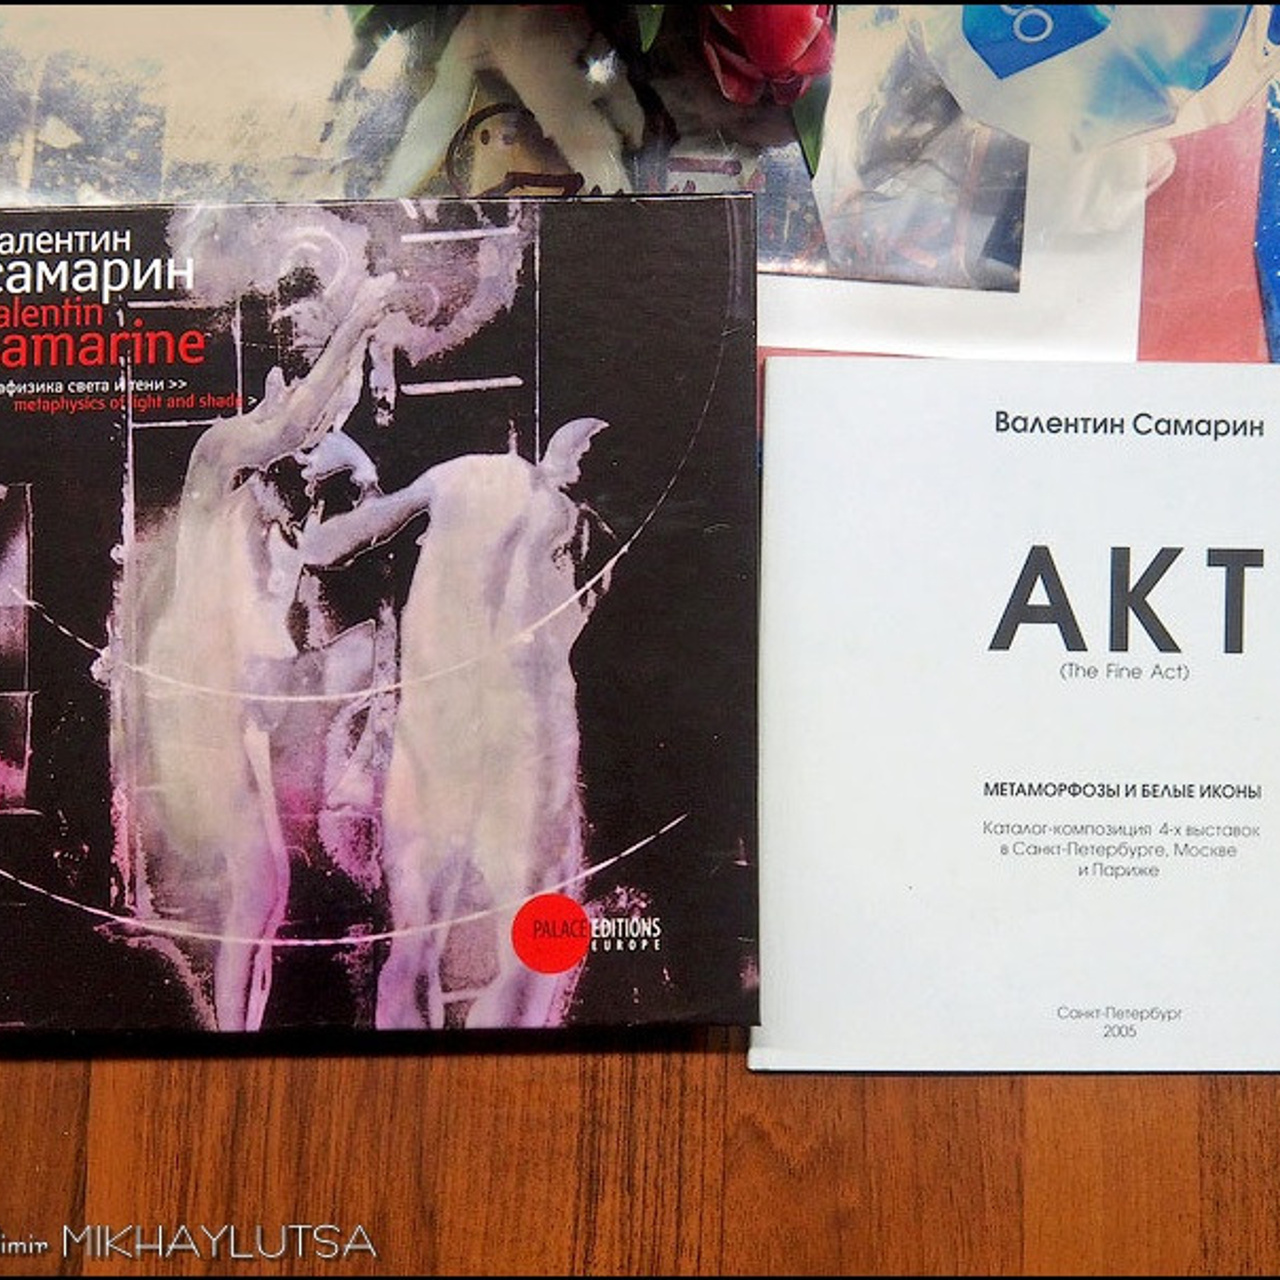 алентин
самарин
alentin
amarine
афизика света и тени >>
metaphysics of light and shade >
PALACE EDITIONS
EUROPE
Валентин Самарин
АКТ
(The Fine Act)
МЕТАМОРФОЗЫ И БЕЛЫЕ ИКОНЫ
Каталог-композиция 4-х выставок
в Санкт-Петербурге, Москве
и Париже
Санкт-Петербург
2005
imir MIKHAYLUTSA